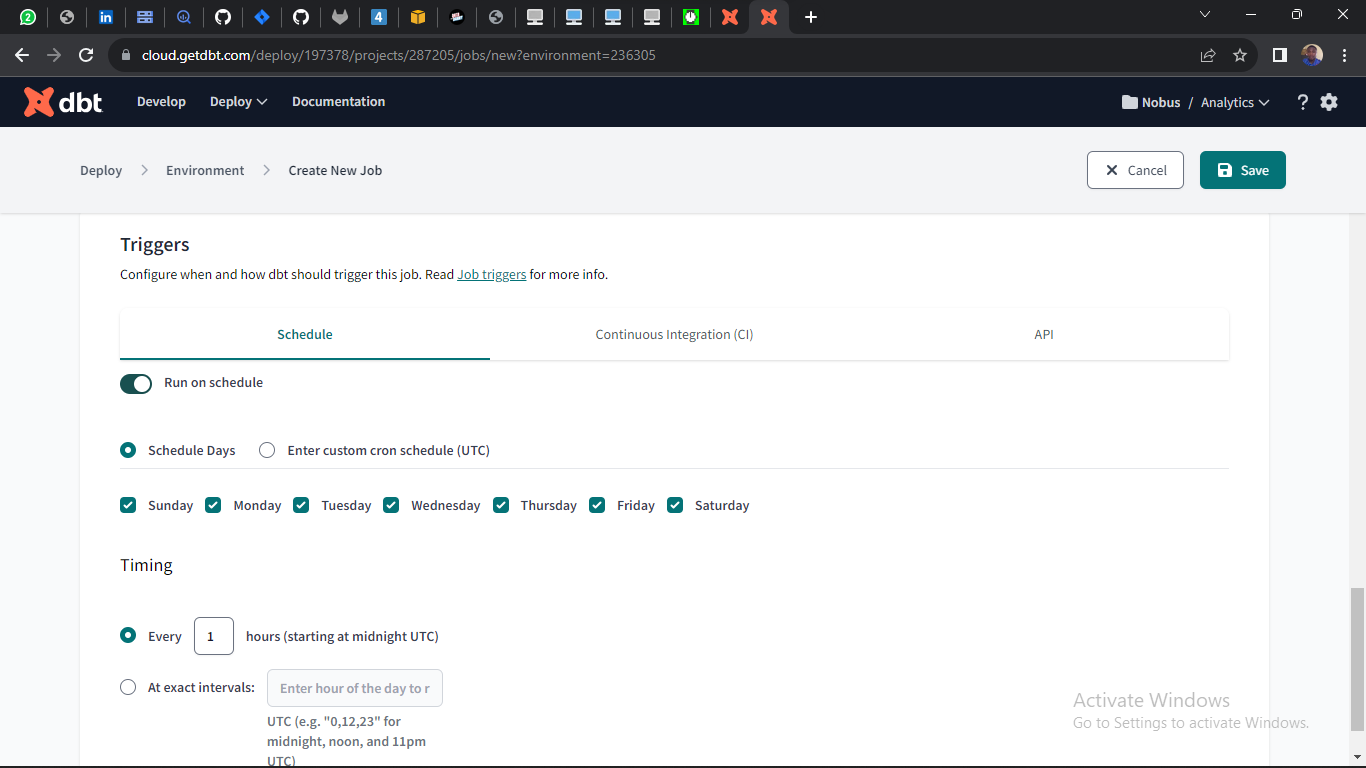 2
in
4
cloud.getdbt.com/deploy/197378/projects/287205/jobs/new?environment=236305
dbt Develop Deploy Documentation Nobus / Analytics ?
Deploy > Environment > Create New Job Cancel Save
Triggers
Configure when and how dbt should trigger this job. Read Job triggers for more info.
Schedule Continuous Integration (CI) API
Run on schedule
Schedule Days Enter custom cron schedule (UTC)
Sunday Monday Tuesday Wednesday Thursday Friday Saturday
Timing
Every 1 hours (starting at midnight UTC)
At exact intervals: Enter hour of the day to r
UTC (e.g. "0,12,23" for
midnight, noon, and 11pm
UTC)
Activate Windows
Go to Settings to activate Windows.